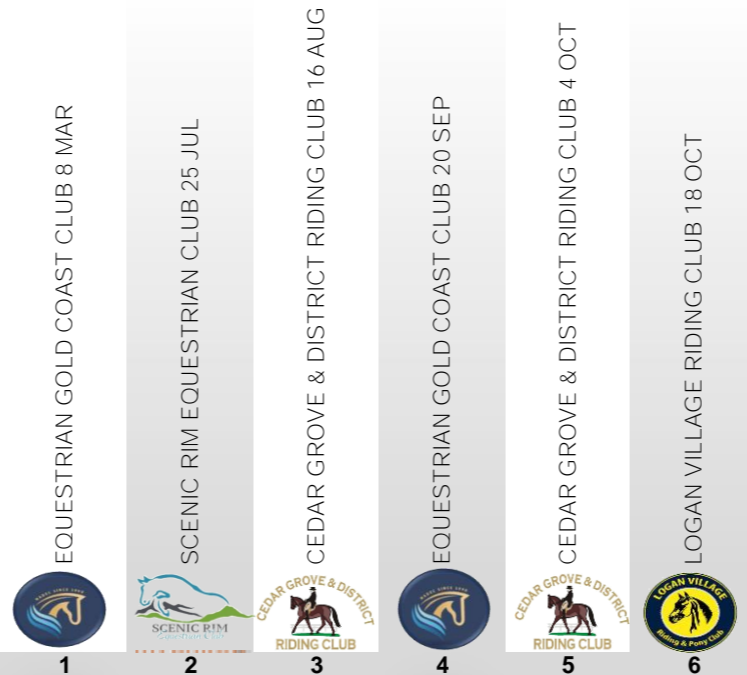 EQUESTRIAN GOLD COAST CLUB 8 MAR
SCENIC RIM EQUESTRIAN CLUB 25 JUL
CEDAR GROVE & DISTRICT RIDING CLUB 16 AUG
EQUESTRIAN GOLD COAST CLUB 20 SEP
CEDAR GROVE & DISTRICT RIDING CLUB 4 OCT
LOGAN VILLAGE RIDING CLUB 18 OCT
SCENIC RIM
CEDAR GROVE & DISTRICT
RIDING CLUB
CEDAR GROVE & DISTRICT
RIDING CLUB
LOGAN VILLAGE
Riding & Pony Club
1 2 3 4 5 6